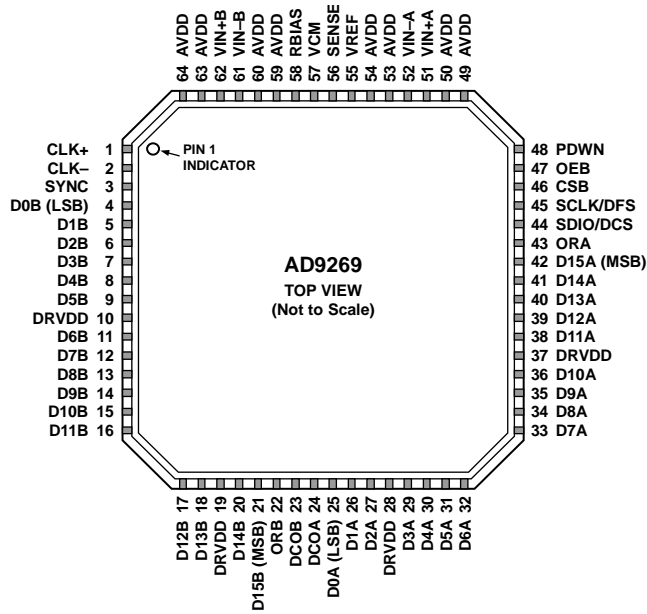 64 AVDD
63 AVDD
62 VIN+B
61 VIN–B
60 AVDD
59 AVDD
58 RBIAS
57 VCM
56 SENSE
55 VREF
54 AVDD
53 AVDD
52 VIN–A
51 VIN+A
50 AVDD
49 AVDD
CLK+ 1
CLK– 2
SYNC 3
D0B (LSB) 4
D1B 5
D2B 6
D3B 7
D4B 8
D5B 9
DRVDD 10
D6B 11
D7B 12
D8B 13
D9B 14
D10B 15
D11B 16
PIN 1
INDICATOR
AD9269
TOP VIEW
(Not to Scale)
48 PDWN
47 OEB
46 CSB
45 SCLK/DFS
44 SDIO/DCS
43 ORA
42 D15A (MSB)
41 D14A
40 D13A
39 D12A
38 D11A
37 DRVDD
36 D10A
35 D9A
34 D8A
33 D7A
D12B 17
D13B 18
DRVDD 19
D14B 20
D15B (MSB) 21
ORB 22
DCOB 23
DCOA 24
D0A (LSB) 25
D1A 26
D2A 27
DRVDD 28
D3A 29
D4A 30
D5A 31
D6A 32